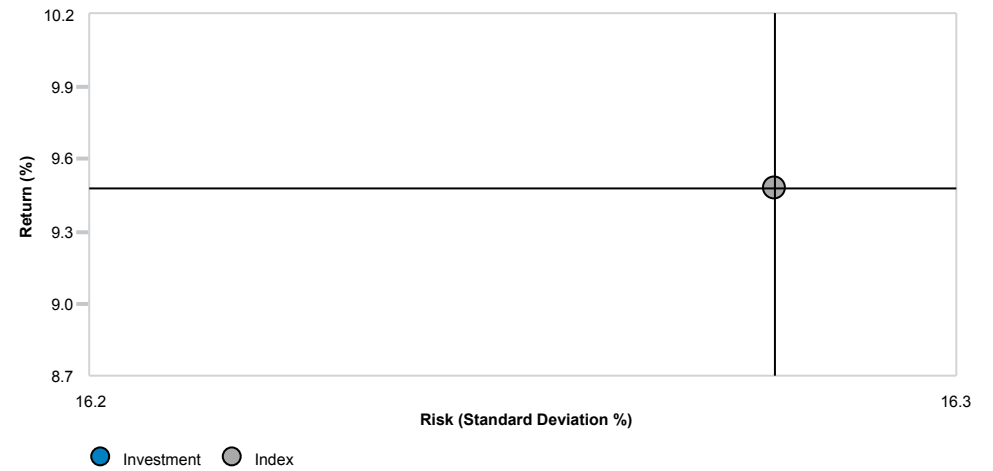 10.2
9.9
9.6
9.3
9.0
8.7
Return (%)
16.2
16.3
Risk (Standard Deviation %)
Investment Index